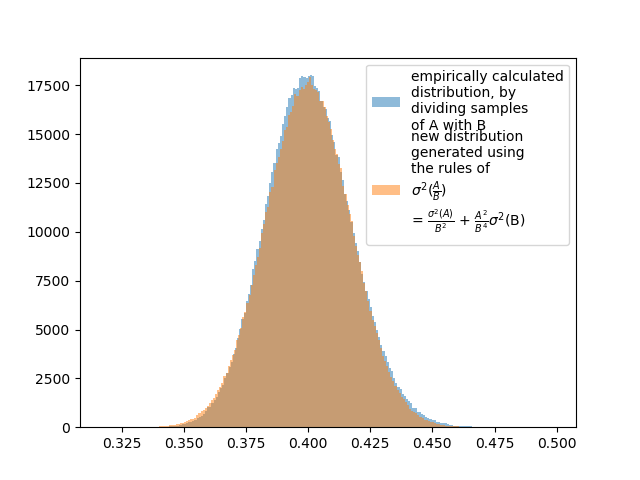 17500
15000
12500
10000
7500
5000
2500
0
0.325 0.350 0.375 0.400 0.425 0.450 0.475 0.500
empirically calculated
distribution, by
dividing samples
of A with B
new distribution
generated using
the rules of
σ²(A/B)
= σ²(A)/B² + A²/B⁴ σ²(B)